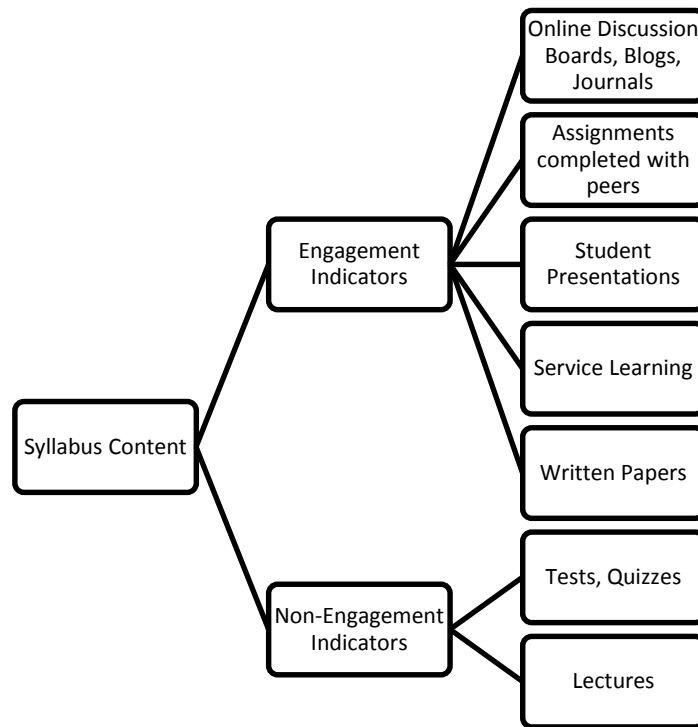 Online Discussion
Boards, Blogs,
Journals
Assignments
completed with
peers
Engagement
Indicators
Student
Presentations
Service Learning
Syllabus Content
Written Papers
Non-Engagement
Indicators
Tests, Quizzes
Lectures